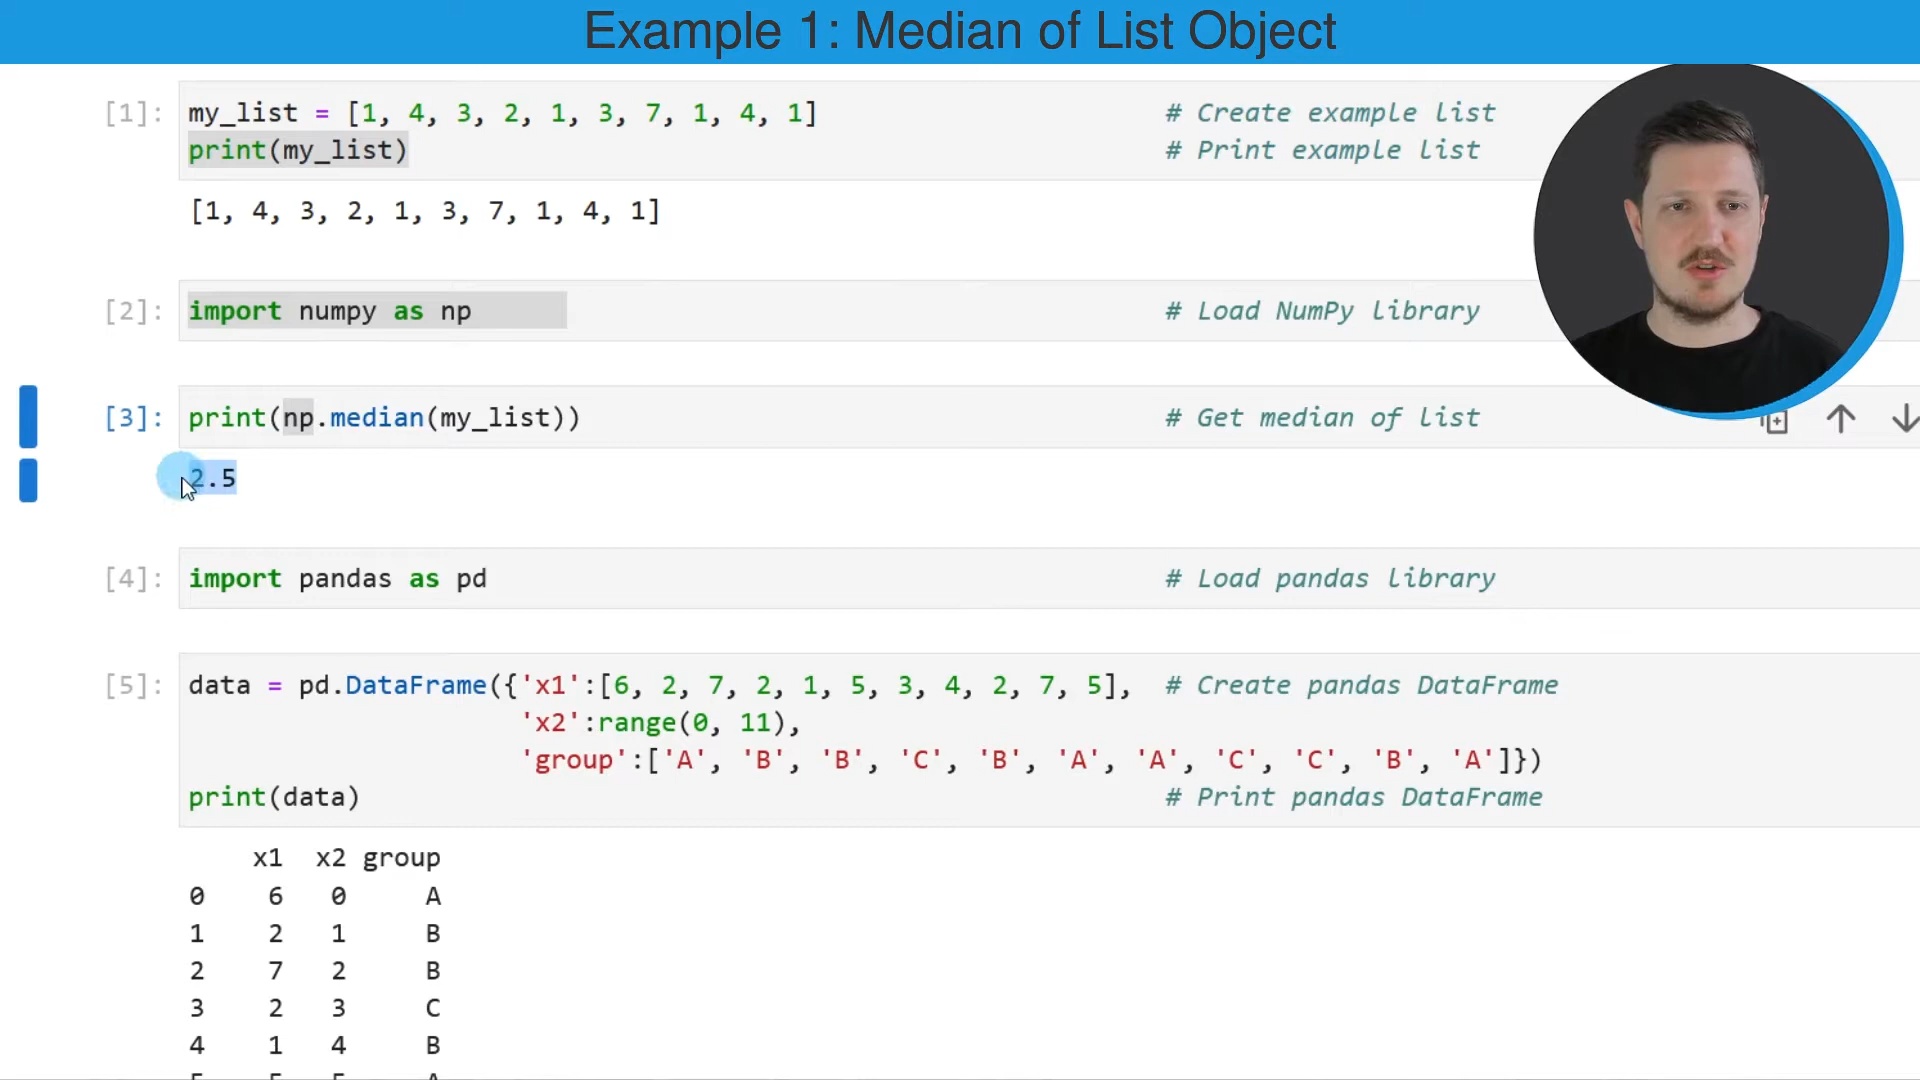 Example 1: Median of List Object
[1]: my_list = [1, 4, 3, 2, 1, 3, 7, 1, 4, 1] # Create example list
print(my_list) # Print example list
[1, 4, 3, 2, 1, 3, 7, 1, 4, 1]
[2]: import numpy as np # Load NumPy library
[3]: print(np.median(my_list)) # Get median of list
2.5
[4]: import pandas as pd # Load pandas library
[5]: data = pd.DataFrame({'x1':[6, 2, 7, 2, 1, 5, 3, 4, 2, 7, 5], # Create pandas DataFrame
'x2':range(0, 11),
'group':['A', 'B', 'B', 'C', 'B', 'A', 'A', 'C', 'C', 'B', 'A']})
print(data) # Print pandas DataFrame
x1 x2 group
0 6 0 A
1 2 1 B
2 7 2 B
3 2 3 C
4 1 4 B